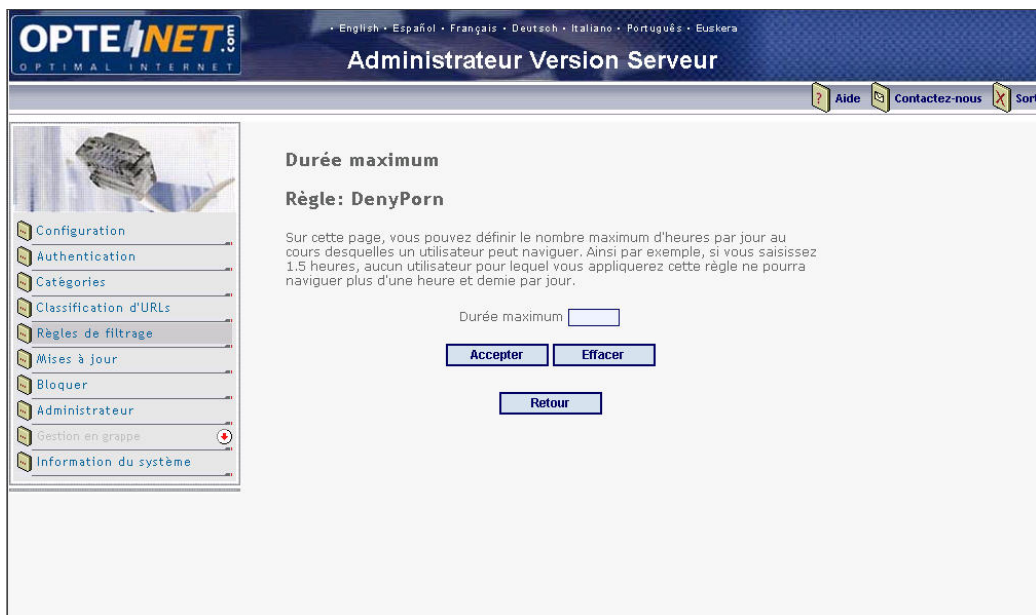 OPTENET.com
OPTIMAL INTERNET
• English • Español • Français • Deutsch • Italiano • Português • Euskera
Administrateur Version Serveur
? Aide
Contactez-nous
X Sort
Durée maximum
Règle: DenyPorn
Sur cette page, vous pouvez définir le nombre maximum d'heures par jour au
cours desquelles un utilisateur peut naviguer. Ainsi par exemple, si vous saisissez
1.5 heures, aucun utilisateur pour lequel vous appliquerez cette règle ne pourra
naviguer plus d'une heure et demie par jour.
Durée maximum
Accepter
Effacer
Retour
Configuration
Authentication
Catégories
Classification d'URLs
Règles de filtrage
Mises à jour
Bloquer
Administrateur
Gestion en grappe
Information du système